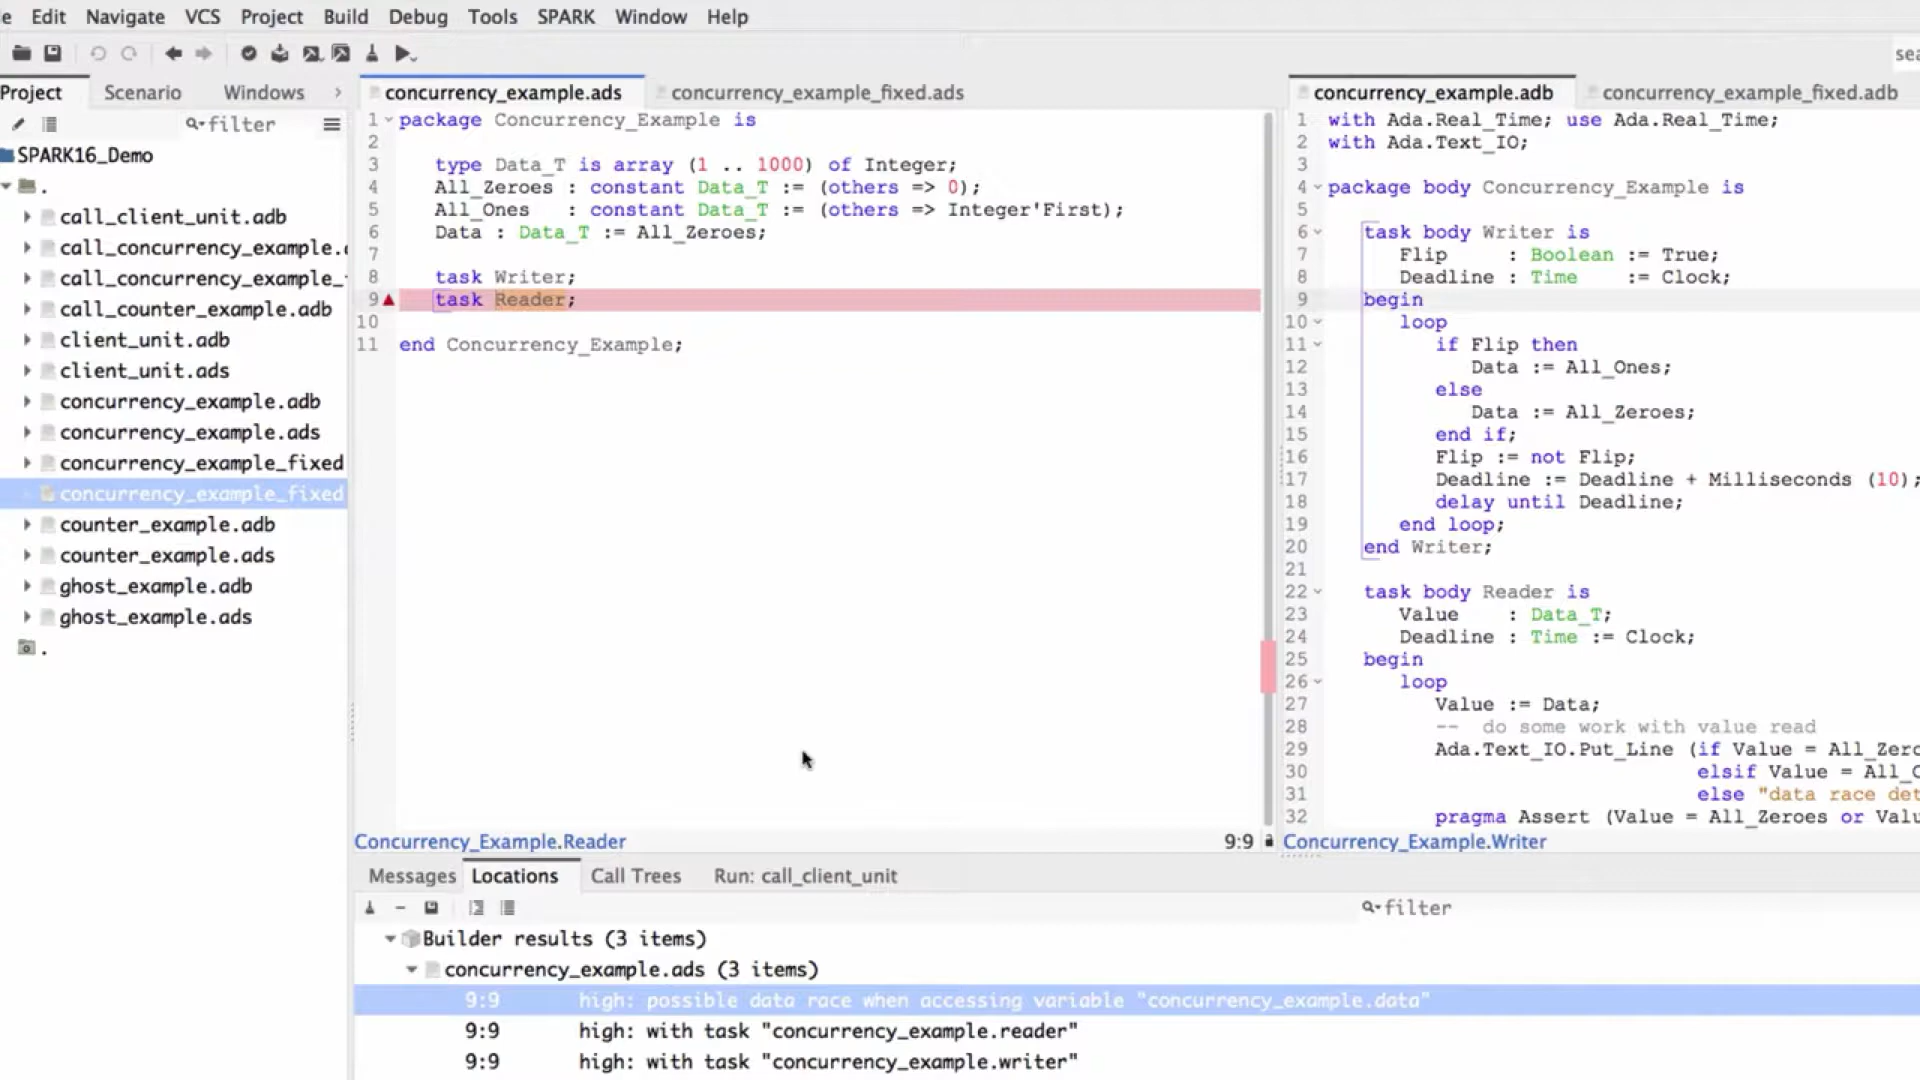 Edit Navigate VCS Project Build Debug Tools SPARK Window Help
Project Scenario Windows
filter
SPARK16_Demo
.
call_client_unit.adb
call_concurrency_example.
call_concurrency_example_
call_counter_example.adb
client_unit.adb
client_unit.ads
concurrency_example.adb
concurrency_example.ads
concurrency_example_fixed
concurrency_example_fixed
counter_example.adb
counter_example.ads
ghost_example.adb
ghost_example.ads
.
concurrency_example.ads concurrency_example_fixed.ads
1 package Concurrency_Example is
2
3 type Data_T is array (1 .. 1000) of Integer;
4 All_Zeroes : constant Data_T := (others => 0);
5 All_Ones : constant Data_T := (others => Integer'First);
6 Data : Data_T := All_Zeroes;
7
8 task Writer;
9 task Reader;
10
11 end Concurrency_Example;
Concurrency_Example.Reader 9:9
concurrency_example.adb concurrency_example_fixed.adb
1 with Ada.Real_Time; use Ada.Real_Time;
2 with Ada.Text_IO;
3
4 package body Concurrency_Example is
5
6 task body Writer is
7 Flip : Boolean := True;
8 Deadline : Time := Clock;
9 begin
10 loop
11 if Flip then
12 Data := All_Ones;
13 else
14 Data := All_Zeroes;
15 end if;
16 Flip := not Flip;
17 Deadline := Deadline + Milliseconds (10);
18 delay until Deadline;
19 end loop;
20 end Writer;
21
22 task body Reader is
23 Value : Data_T;
24 Deadline : Time := Clock;
25 begin
26 loop
27 Value := Data;
28 -- do some work with value read
29 Ada.Text_IO.Put_Line (if Value = All_Zero
30 elsif Value = All_O
31 else "data race det
32 pragma Assert (Value = All_Zeroes or Valu
Concurrency_Example.Writer
Messages Locations Call Trees Run: call_client_unit
filter
Builder results (3 items)
concurrency_example.ads (3 items)
9:9 high: possible data race when accessing variable "concurrency_example.data"
9:9 high: with task "concurrency_example.reader"
9:9 high: with task "concurrency_example.writer"